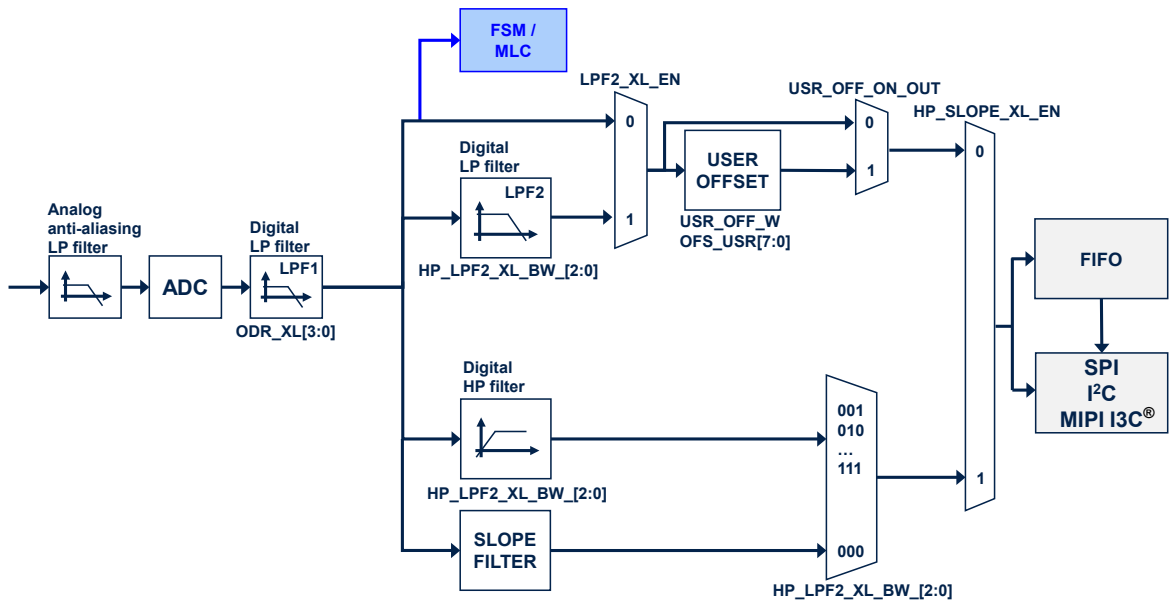 FSM /
MLC
LPF2_XL_EN
USR_OFF_ON_OUT
HP_SLOPE_XL_EN
0
0
0
Digital
LP filter
LPF2
USER
OFFSET
1
1
HP_LPF2_XL_BW_[2:0]
USR_OFF_W
OFS_USR[7:0]
Analog
anti-aliasing
LP filter
Digital
LP filter
ADC
LPF1
ODR_XL[3:0]
FIFO
SPI
I²C
MIPI I3C®
Digital
HP filter
HP_LPF2_XL_BW_[2:0]
001
010
...
111
1
SLOPE
FILTER
000
HP_LPF2_XL_BW_[2:0]